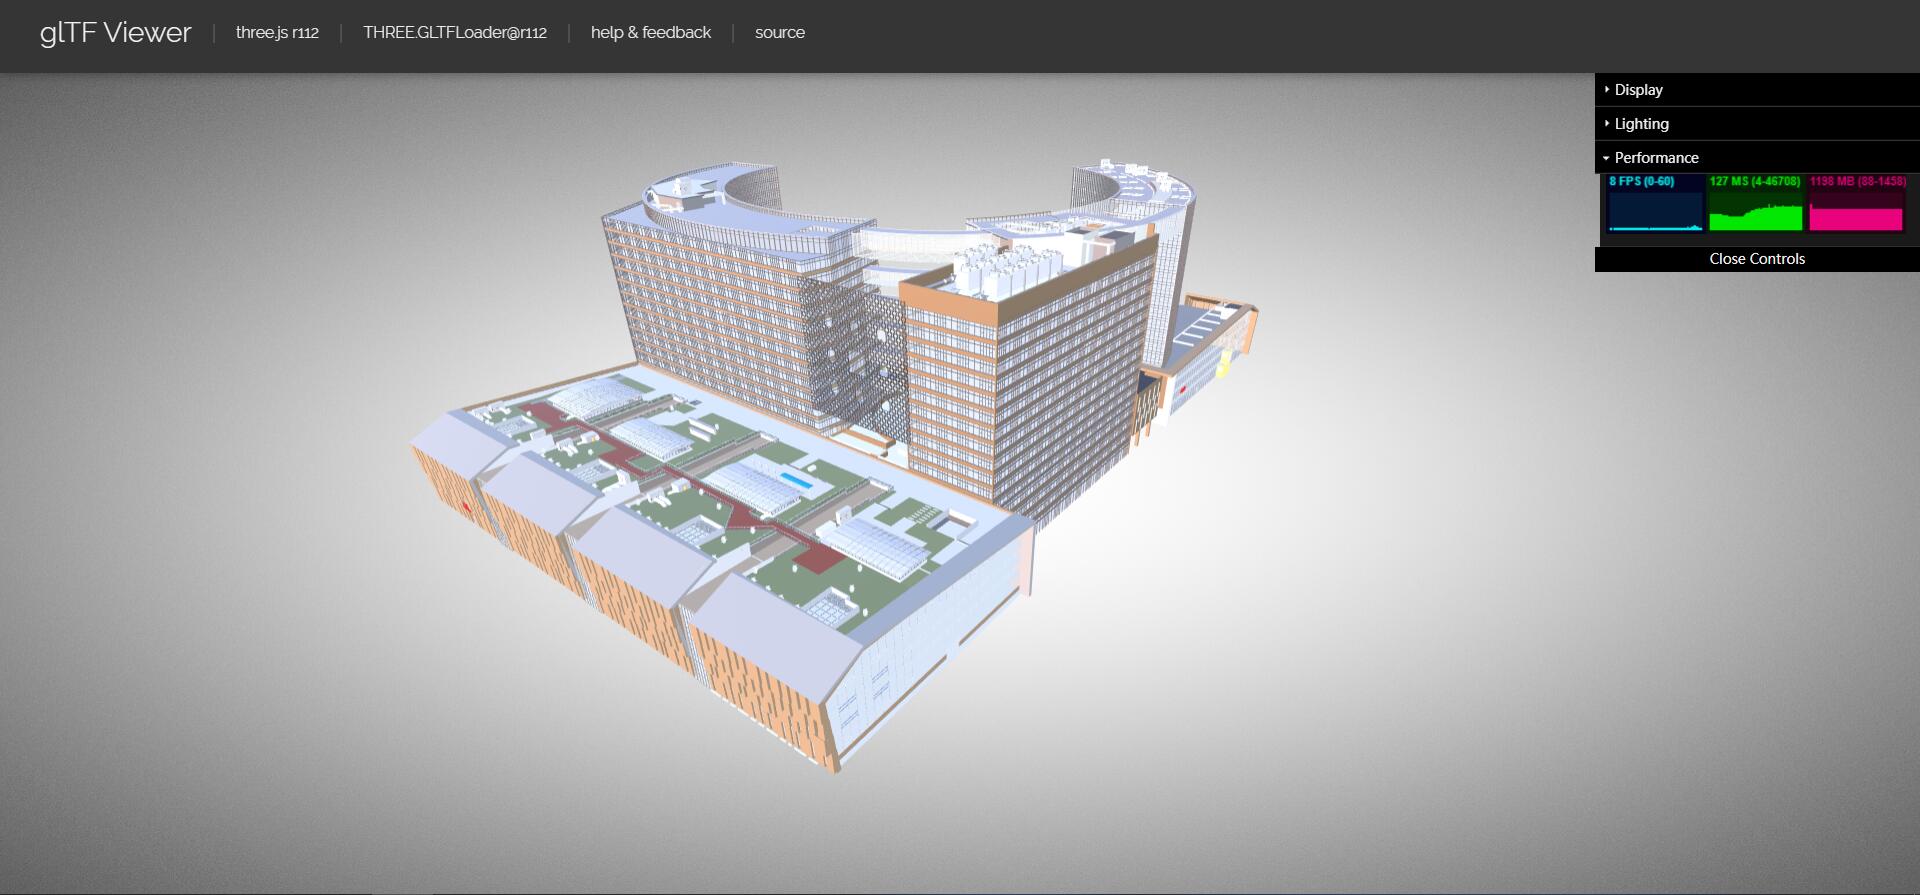 glTF Viewer
three.js r112
THREE.GLTFLoader@r112
help & feedback
source
Display
Lighting
Performance
8 FPS (0-60)
127 MS (4-46708)
1198 MB (88-1458)
Close Controls